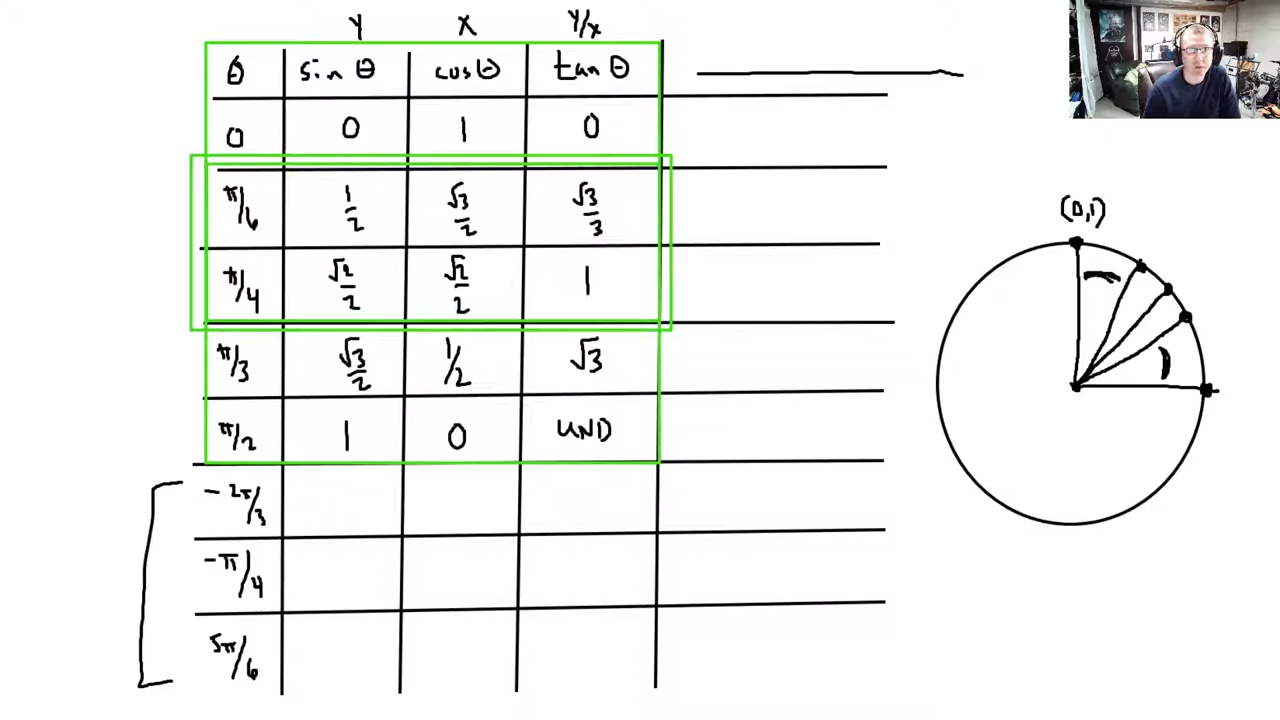 Y X Y/x
θ sin θ cosθ tan θ
0 0 1 0
π/6 1/2 √3/2 √3/3
π/4 √2/2 √2/2 1
π/3 √3/2 1/2 √3
π/2 1 0 UND
-2π/3
-π/4
5π/6
(0,1)